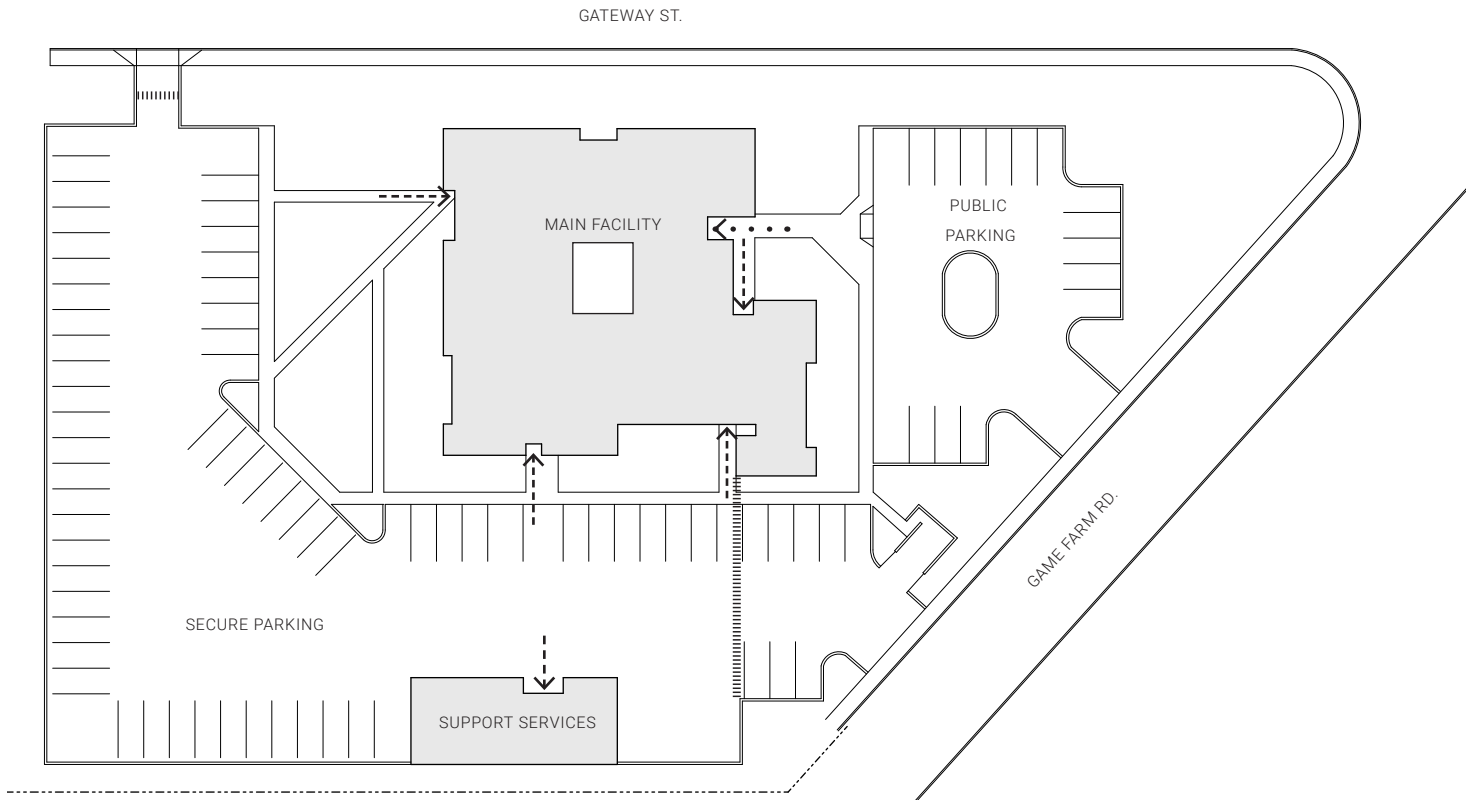 GATEWAY ST.
MAIN FACILITY
PUBLIC
PARKING
GAME FARM RD.
SECURE PARKING
SUPPORT SERVICES